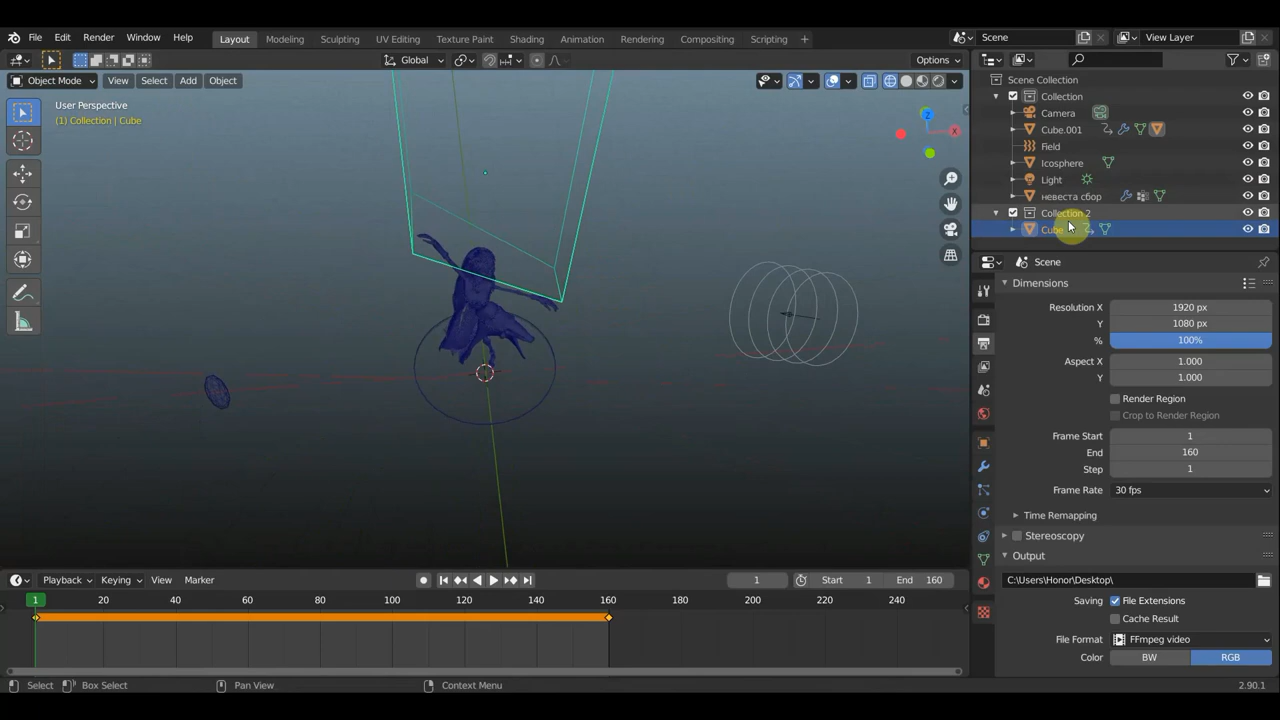 File Edit Render Window Help Layout Modeling Sculpting UV Editing Texture Paint Shading Animation Rendering Compositing Scripting + Scene View Layer
Global Options
Object Mode View Select Add Object
User Perspective
(1) Collection | Cube
Z
X
Scene Collection
Collection
Camera
Cube.001
Field
Icosphere
Light
невеста сбор
Collection 2
Cube
Scene
Dimensions
Resolution X 1920 px
Y 1080 px
% 100%
Aspect X 1.000
Y 1.000
Render Region
Crop to Render Region
Frame Start 1
End 160
Step 1
Frame Rate 30 fps
Time Remapping
Stereoscopy
Output
C:\Users\Honor\Desktop\
Saving File Extensions
Cache Result
File Format FFmpeg video
Color BW RGB
Playback Keying View Marker 1 Start 1 End 160
1 20 40 60 80 100 120 140 160 180 200 220 240
Select Box Select Pan View Context Menu 2.90.1